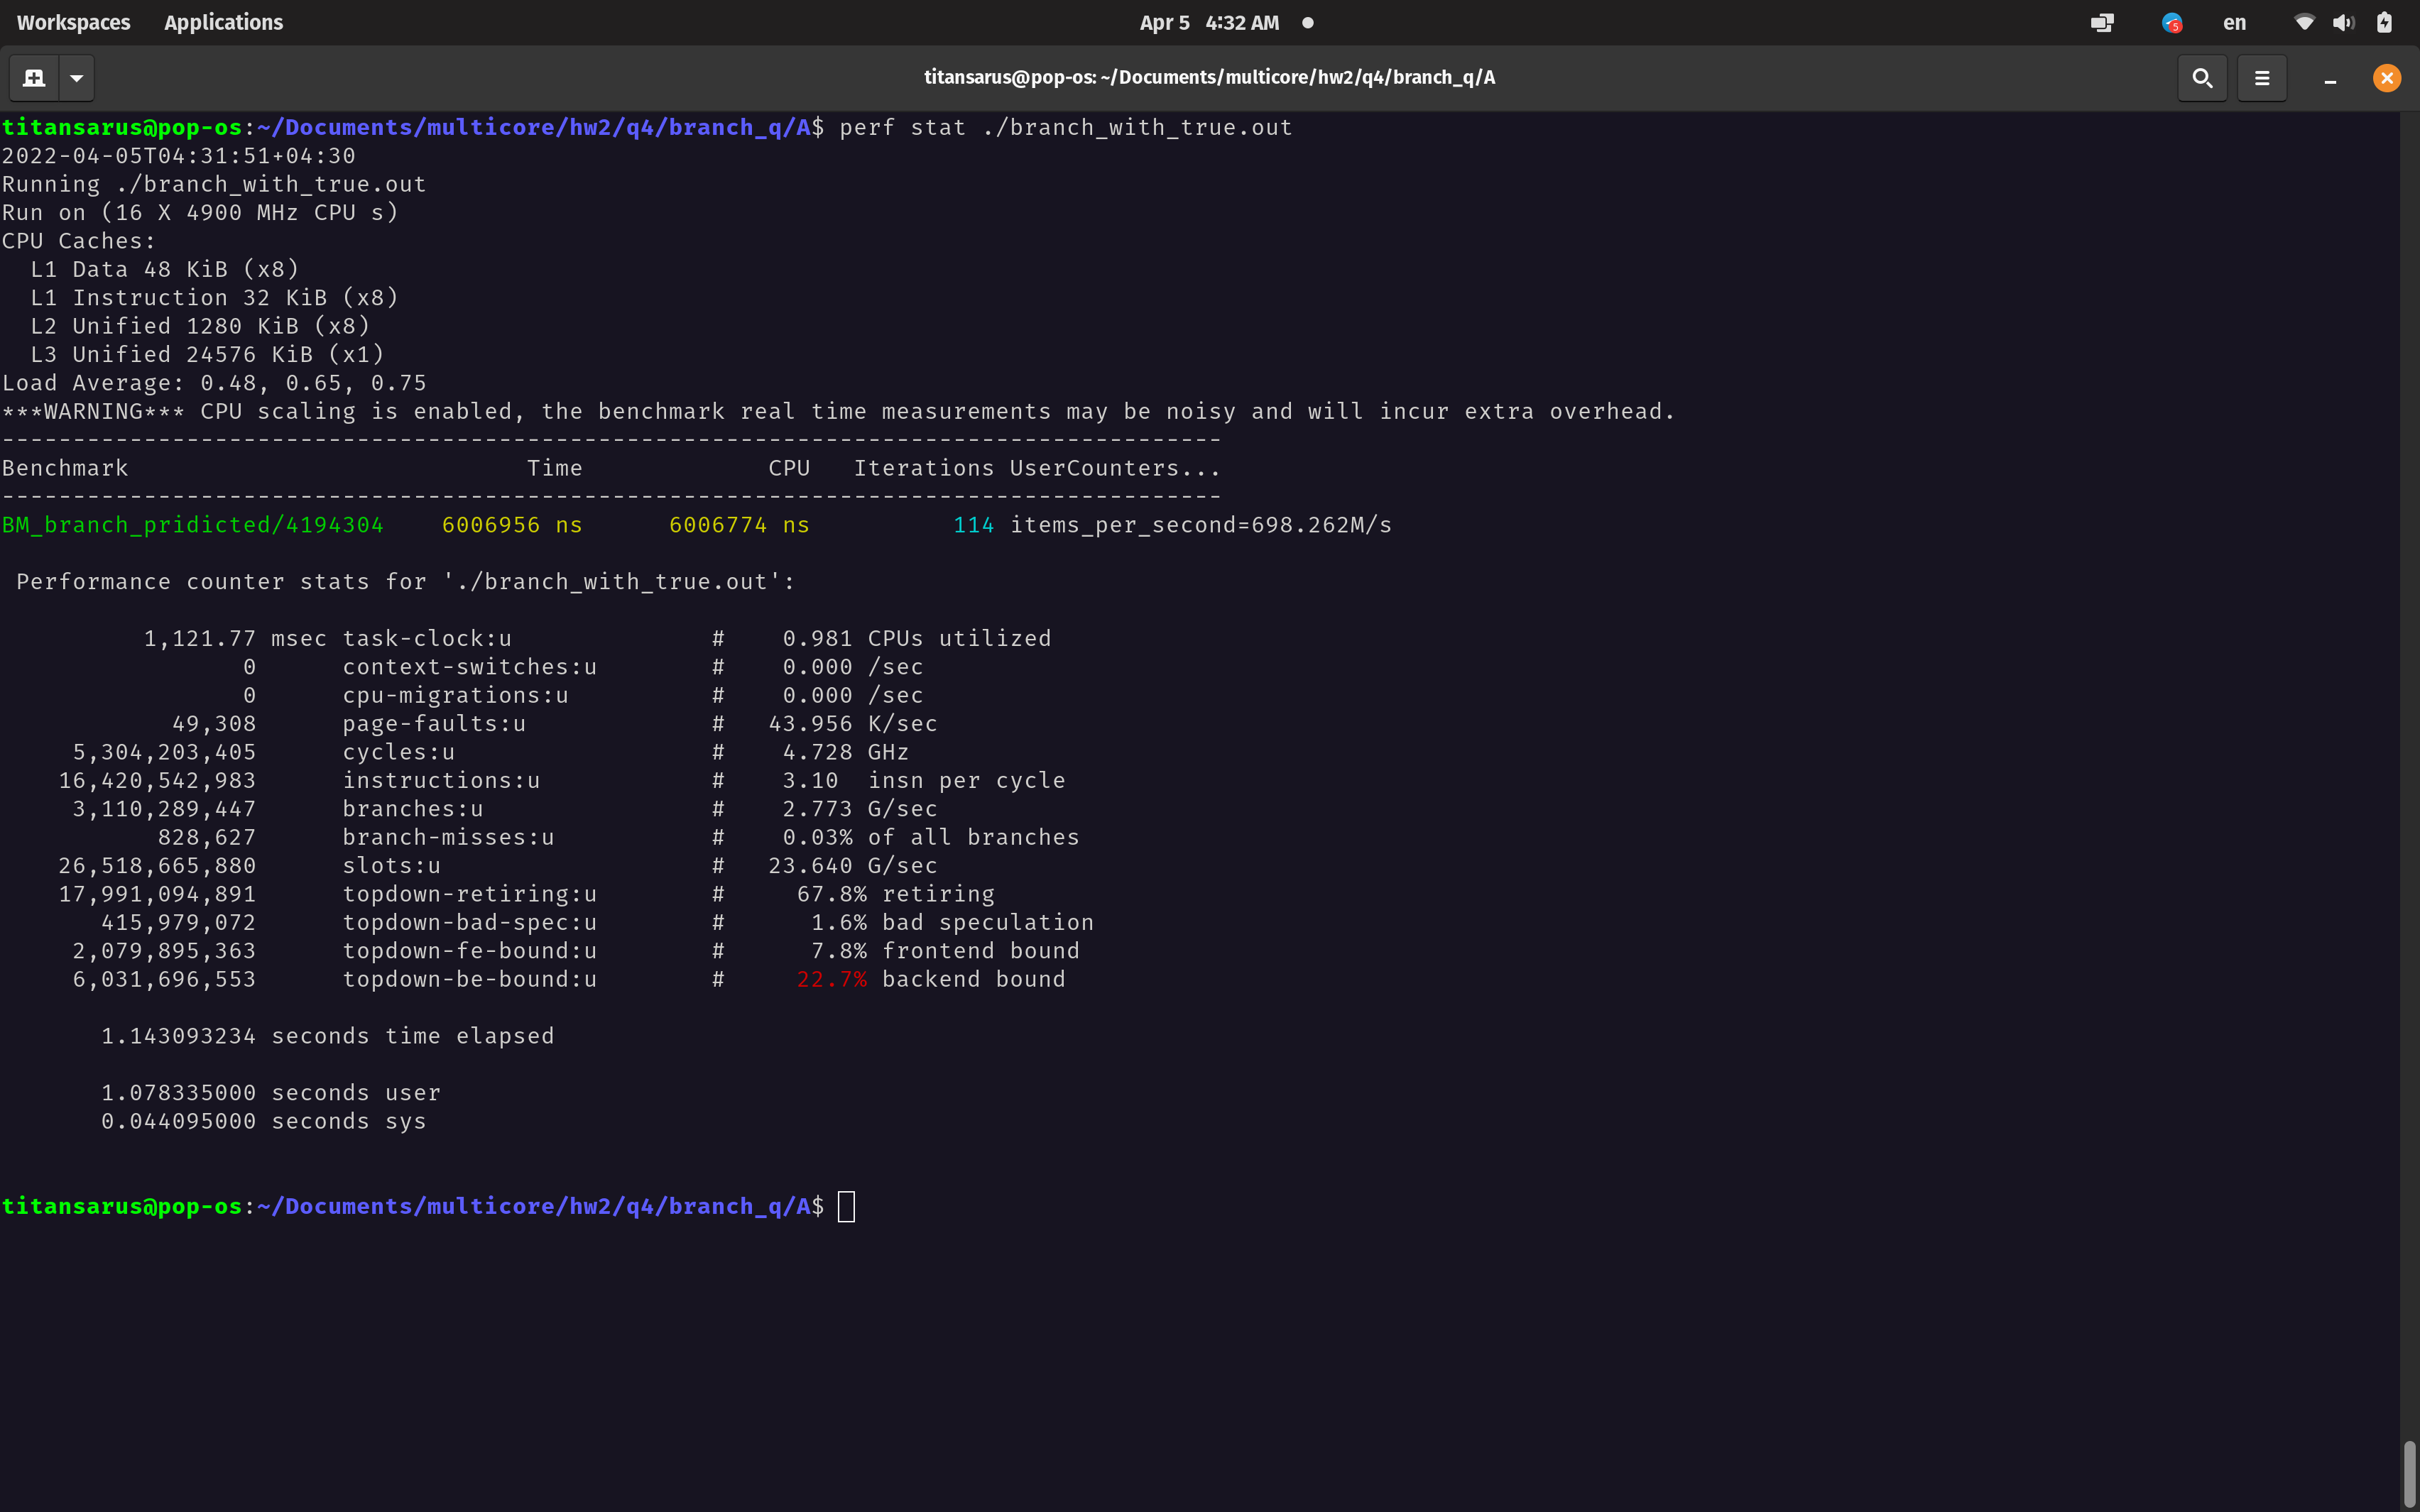 Workspaces Applications Apr 5 4:32 AM en
5
titansarus@pop-os: ~/Documents/multicore/hw2/q4/branch_q/A
titansarus@pop-os:~/Documents/multicore/hw2/q4/branch_q/A$ perf stat ./branch_with_true.out
2022-04-05T04:31:51+04:30
Running ./branch_with_true.out
Run on (16 X 4900 MHz CPU s)
CPU Caches:
  L1 Data 48 KiB (x8)
  L1 Instruction 32 KiB (x8)
  L2 Unified 1280 KiB (x8)
  L3 Unified 24576 KiB (x1)
Load Average: 0.48, 0.65, 0.75
***WARNING*** CPU scaling is enabled, the benchmark real time measurements may be noisy and will incur extra overhead.
--------------------------------------------------------------------------------------
Benchmark                            Time             CPU   Iterations UserCounters...
--------------------------------------------------------------------------------------
BM_branch_pridicted/4194304    6006956 ns      6006774 ns          114 items_per_second=698.262M/s
 Performance counter stats for './branch_with_true.out':
          1,121.77 msec task-clock:u              #    0.981 CPUs utilized
                 0      context-switches:u        #    0.000 /sec
                 0      cpu-migrations:u          #    0.000 /sec
            49,308      page-faults:u             #   43.956 K/sec
     5,304,203,405      cycles:u                  #    4.728 GHz
    16,420,542,983      instructions:u            #    3.10  insn per cycle
     3,110,289,447      branches:u                #    2.773 G/sec
           828,627      branch-misses:u           #    0.03% of all branches
    26,518,665,880      slots:u                   #   23.640 G/sec
    17,991,094,891      topdown-retiring:u        #     67.8% retiring
       415,979,072      topdown-bad-spec:u        #      1.6% bad speculation
     2,079,895,363      topdown-fe-bound:u        #      7.8% frontend bound
     6,031,696,553      topdown-be-bound:u        #     22.7% backend bound
       1.143093234 seconds time elapsed
       1.078335000 seconds user
       0.044095000 seconds sys
titansarus@pop-os:~/Documents/multicore/hw2/q4/branch_q/A$